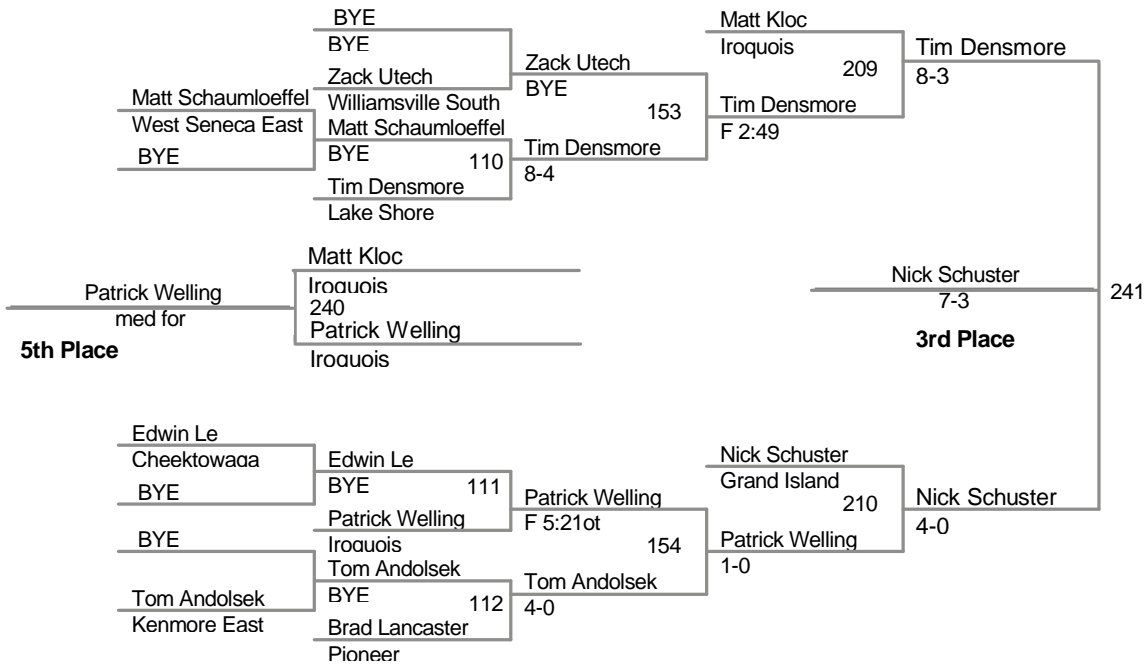 BYE
BYE
Zack Utech
Williamsville South
Matt Schaumloeffel
West Seneca East
BYE
Matt Schaumloeffel
BYE
110
Tim Densmore
Lake Shore
Zack Utech
BYE
153
Tim Densmore
8-4
Matt Kloc
Iroquois
209
Tim Densmore
F 2:49
Tim Densmore
8-3
Matt Kloc
Iroquois
240
Patrick Welling
Iroquois
Patrick Welling
med for
5th Place
Nick Schuster
7-3
3rd Place
241
Edwin Le
Cheektowaga
BYE
Edwin Le
BYE
111
Patrick Welling
Iroquois
BYE
Tom Andolsek
Kenmore East
Tom Andolsek
BYE
112
Brad Lancaster
Pioneer
Patrick Welling
F 5:21ot
154
Tom Andolsek
4-0
Nick Schuster
Grand Island
210
Patrick Welling
1-0
Nick Schuster
4-0